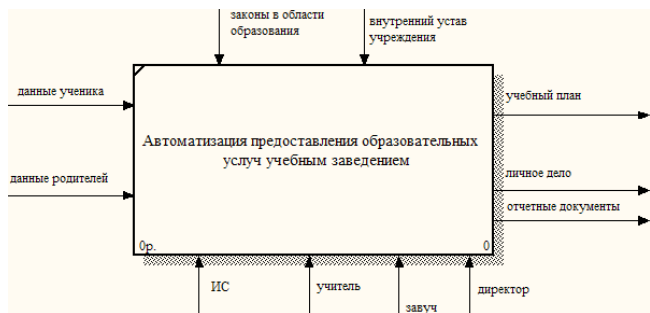 законы в области
образования
внутренний устав
учреждения
данные ученика
учебный план
Автоматизация предоставления образовательных
услуч учебным заведением
данные родителей
личное дело
отчетные документы
0р.
0
ИС
учитель
завуч
директор